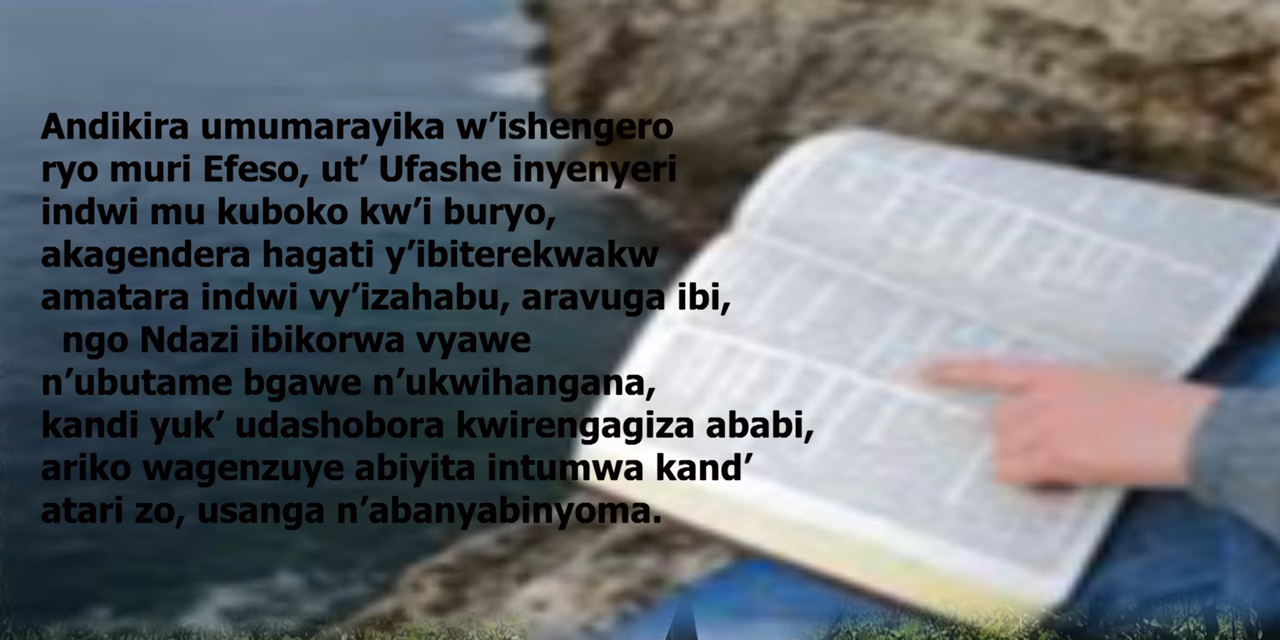 Andikira umumarayika w’ishengero
ryo muri Efeso, ut’ Ufashe inyenyeri
indwi mu kuboko kw’i buryo,
akagendera hagati y’ibiterekwakw
amatara indwi vy’izahabu, aravuga ibi,
ngo Ndazi ibikorwa vyawe
n’ubutame bgawe n’ukwihangana,
kandi yuk’ udashobora kwirengagiza ababi,
ariko wagenzuye abiyita intumwa kand’
atari zo, usanga n’abanyabinyoma.